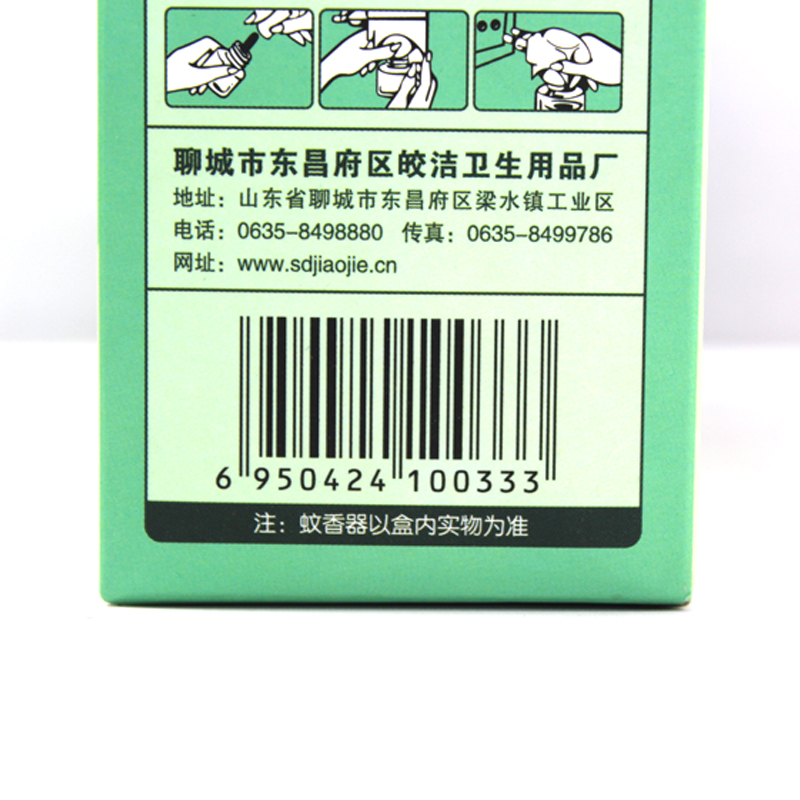 聊城市东昌府区皎洁卫生用品厂
地址：山东省聊城市东昌府区梁水镇工业区
电话：0635-8498880 传真：0635-8499786
网址：www.sdjiaojie.cn
6 950424 100333
注：蚊香器以盒内实物为准